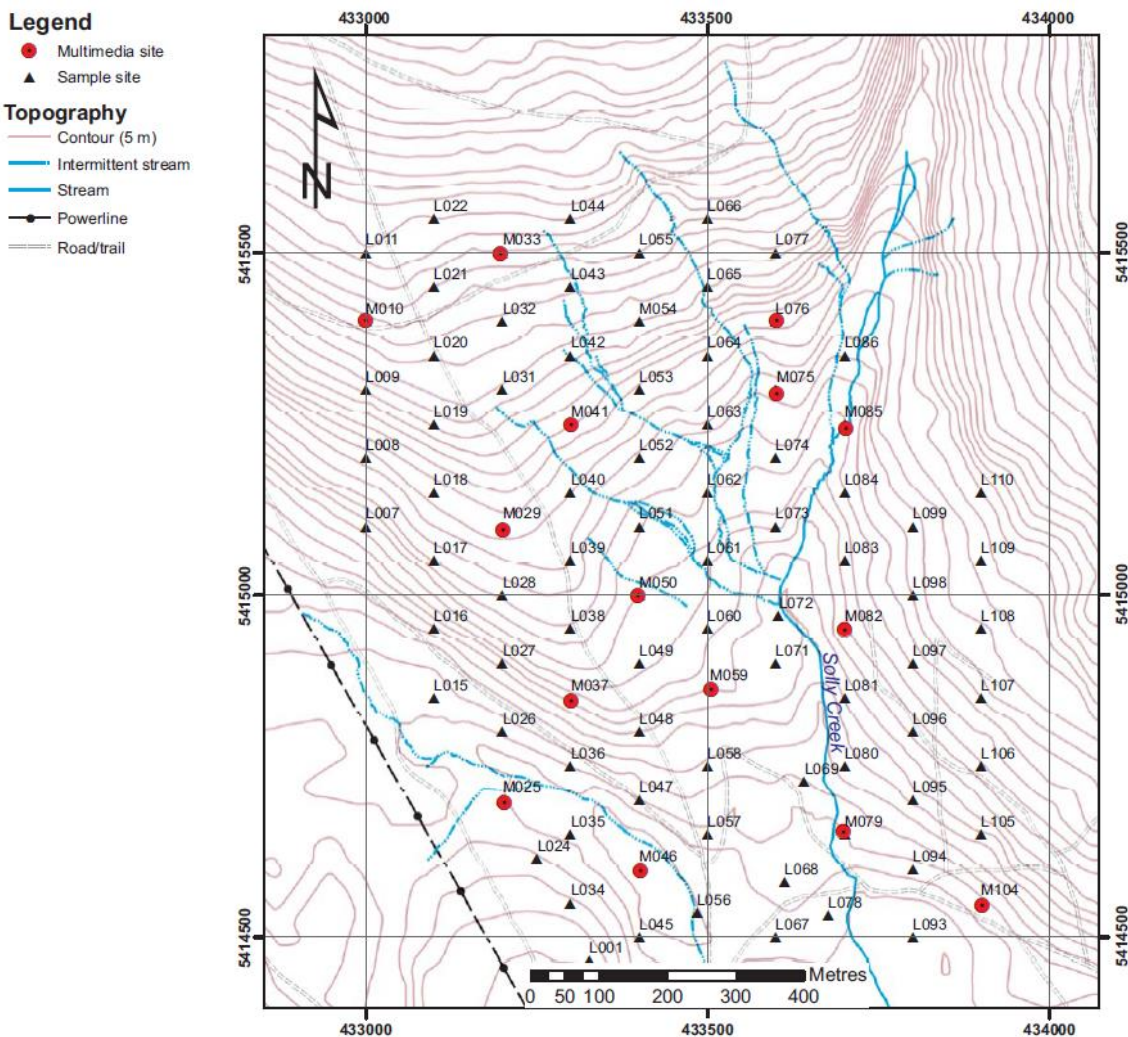 Legend
Multimedia site
Sample site
Topography
Contour (5 m)
Intermittent stream
Stream
Powerline
Road/trail
N
433000 433500 434000
5415500 5415500
5415000 5415000
5414500 5414500
L022 L044 L066
L011 M033 L055 L077
L021 L043 L065
M010 L032 M054 L076
L020 L042 L064 L086
L009 L031 L053 M075
L019 M041 L063 M085
L008 L052 L074
L018 L040 L062 L084 L110
L007 M029 L051 L073 L099
L017 L039 L061 L083 L109
L028 M050 L098
L016 L038 L060 L072 M082 L108
L027 L049 L071 L097
L015 M037 M059 L081 L107
Solly Creek
L026 L048 L096
L036 L058 L069 L080 L106
M025 L047 L095
L035 L057 M079 L105
L024 M046 L068 L094
L034 L056 L078 M104
L045 L067 L093
L001
Metres
0 50 100 200 300 400
433000 433500 434000